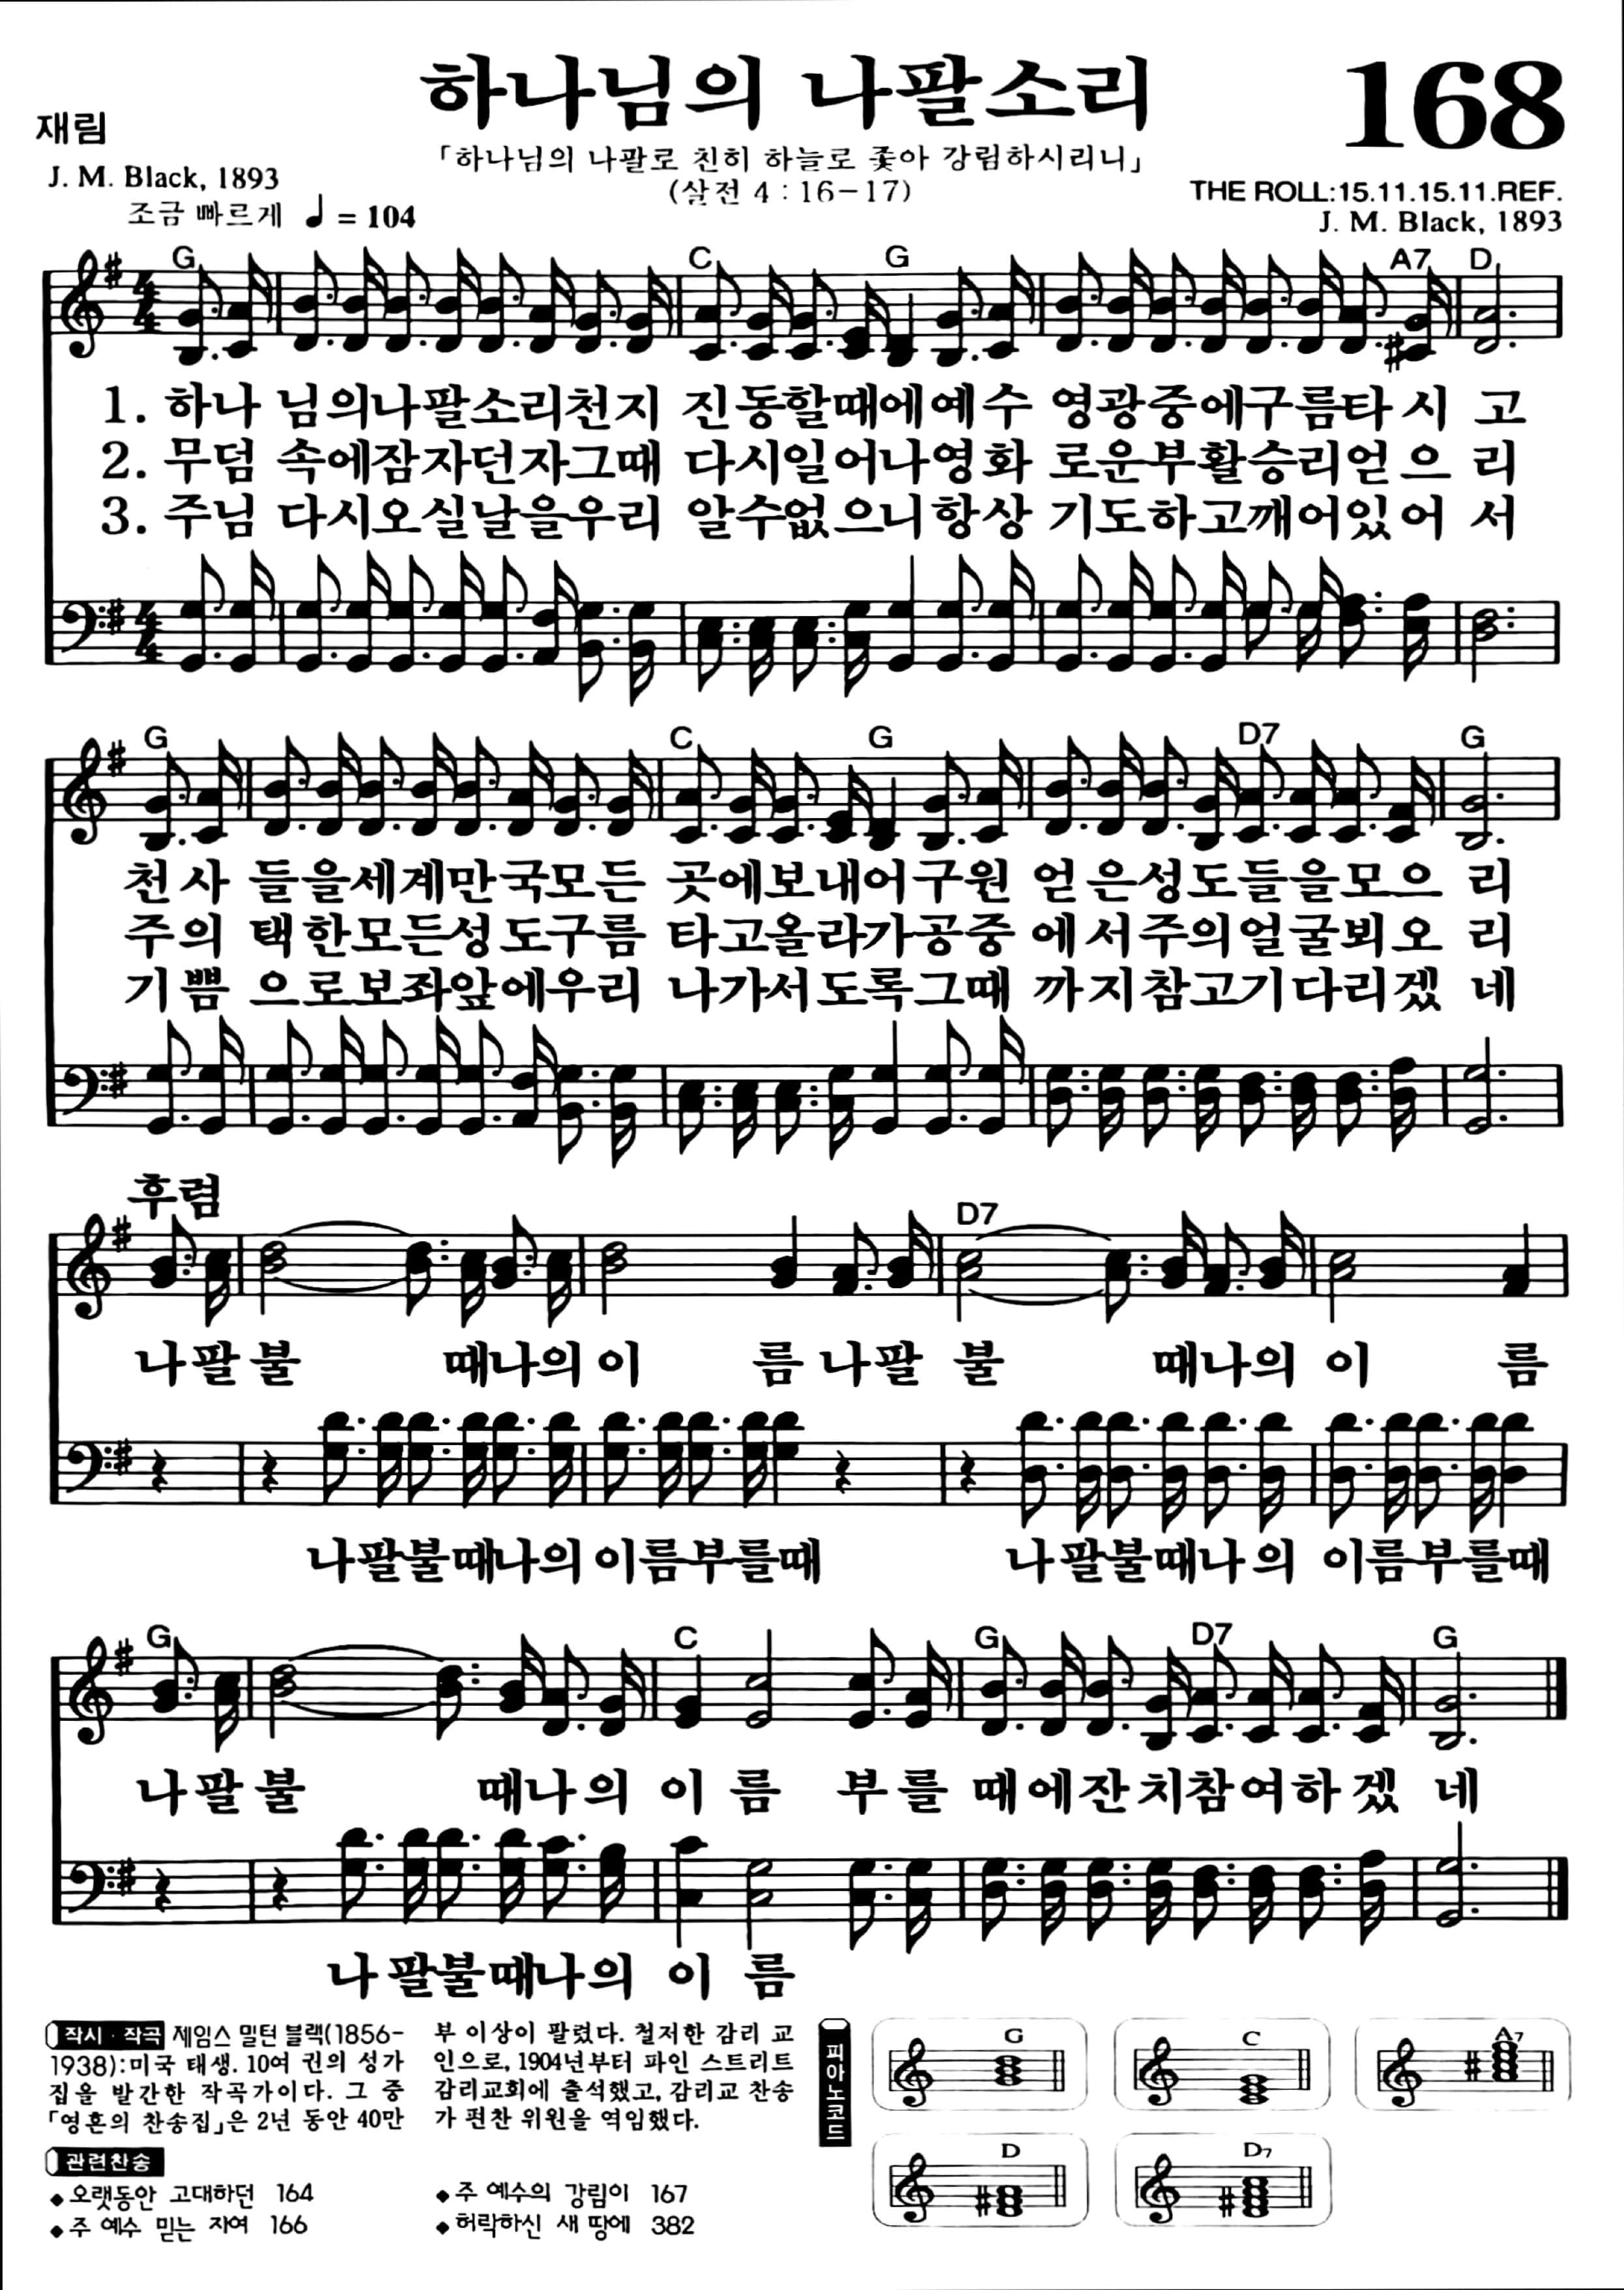 하나님의 나팔소리
168
재림
「하나님의 나팔로 친히 하늘로 좇아 강림하시리니」
J. M. Black, 1893
(살전 4 : 16-17)
THE ROLL:15.11.15.11.REF.
조금 빠르게 ♩ = 104
J. M. Black, 1893
G C G A7 D
1. 하나 님의나팔소리천지 진동할때에예수 영광중에구름타 시 고
2. 무덤 속에잠자던자그때 다시일어나영화 로운부활승리얻 으 리
3. 주님 다시오실날을우리 알수없으니항상 기도하고깨어있 어 서
G C G D7 G
천사 들을세계만국모든 곳에보내어구원 얻은성도들을모으 리
주의 택한모든성도구름 타고올라가공중 에서주의얼굴뵈오 리
기쁨 으로보좌앞에우리 나가서도록그때 까지참고기다리겠 네
후렴
D7
나팔 불 때나의 이 름 나팔 불 때나의 이 름
나팔불때나의 이름부를때 나팔불때나의 이름부를때
G C G D7 G
나팔 불 때나의 이 름 부를 때에잔치참여하 겠 네
나팔불때나의 이 름
작시 · 작곡 제임스 밀턴 블랙(1856-
1938):미국 태생. 10여 권의 성가
집을 발간한 작곡가이다. 그 중
「영혼의 찬송집」은 2년 동안 40만
부 이상이 팔렸다. 철저한 감리 교
인으로, 1904년부터 파인 스트리트
감리교회에 출석했고, 감리교 찬송
가 편찬 위원을 역임했다.
관련찬송
◆오랫동안 고대하던 164
◆주 예수 믿는 자여 166
◆주 예수의 강림이 167
◆허락하신 새 땅에 382
피아노코드
G
C
A7
D
D7